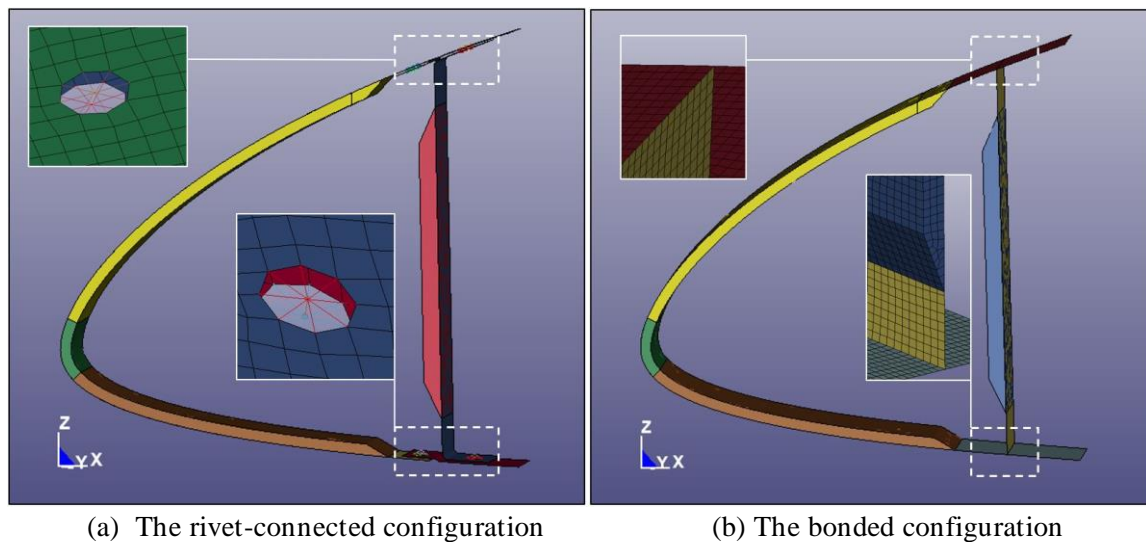 Z
Y X
Z
Y X
(a) The rivet-connected configuration
(b) The bonded configuration